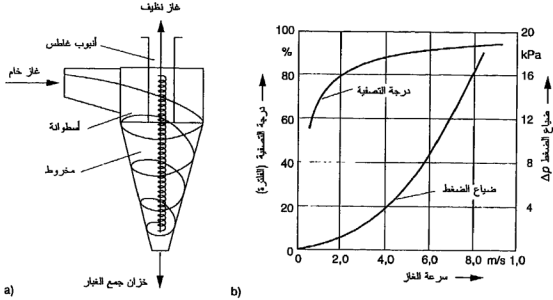 غاز نظيف
أنبوب غاطس
غاز خام
أسطوانة
مخروط
خزان جمع الغبار
a)
b)
100
%
80
60
40
20
0
درجة التصفية (الفلترة)
20
kPa
16
12
8
4
ضياع الضغط Δp
درجة التصفية
ضياع الضغط
0 2,0 4,0 6,0 8,0 m/s 1,0
سرعة الغاز